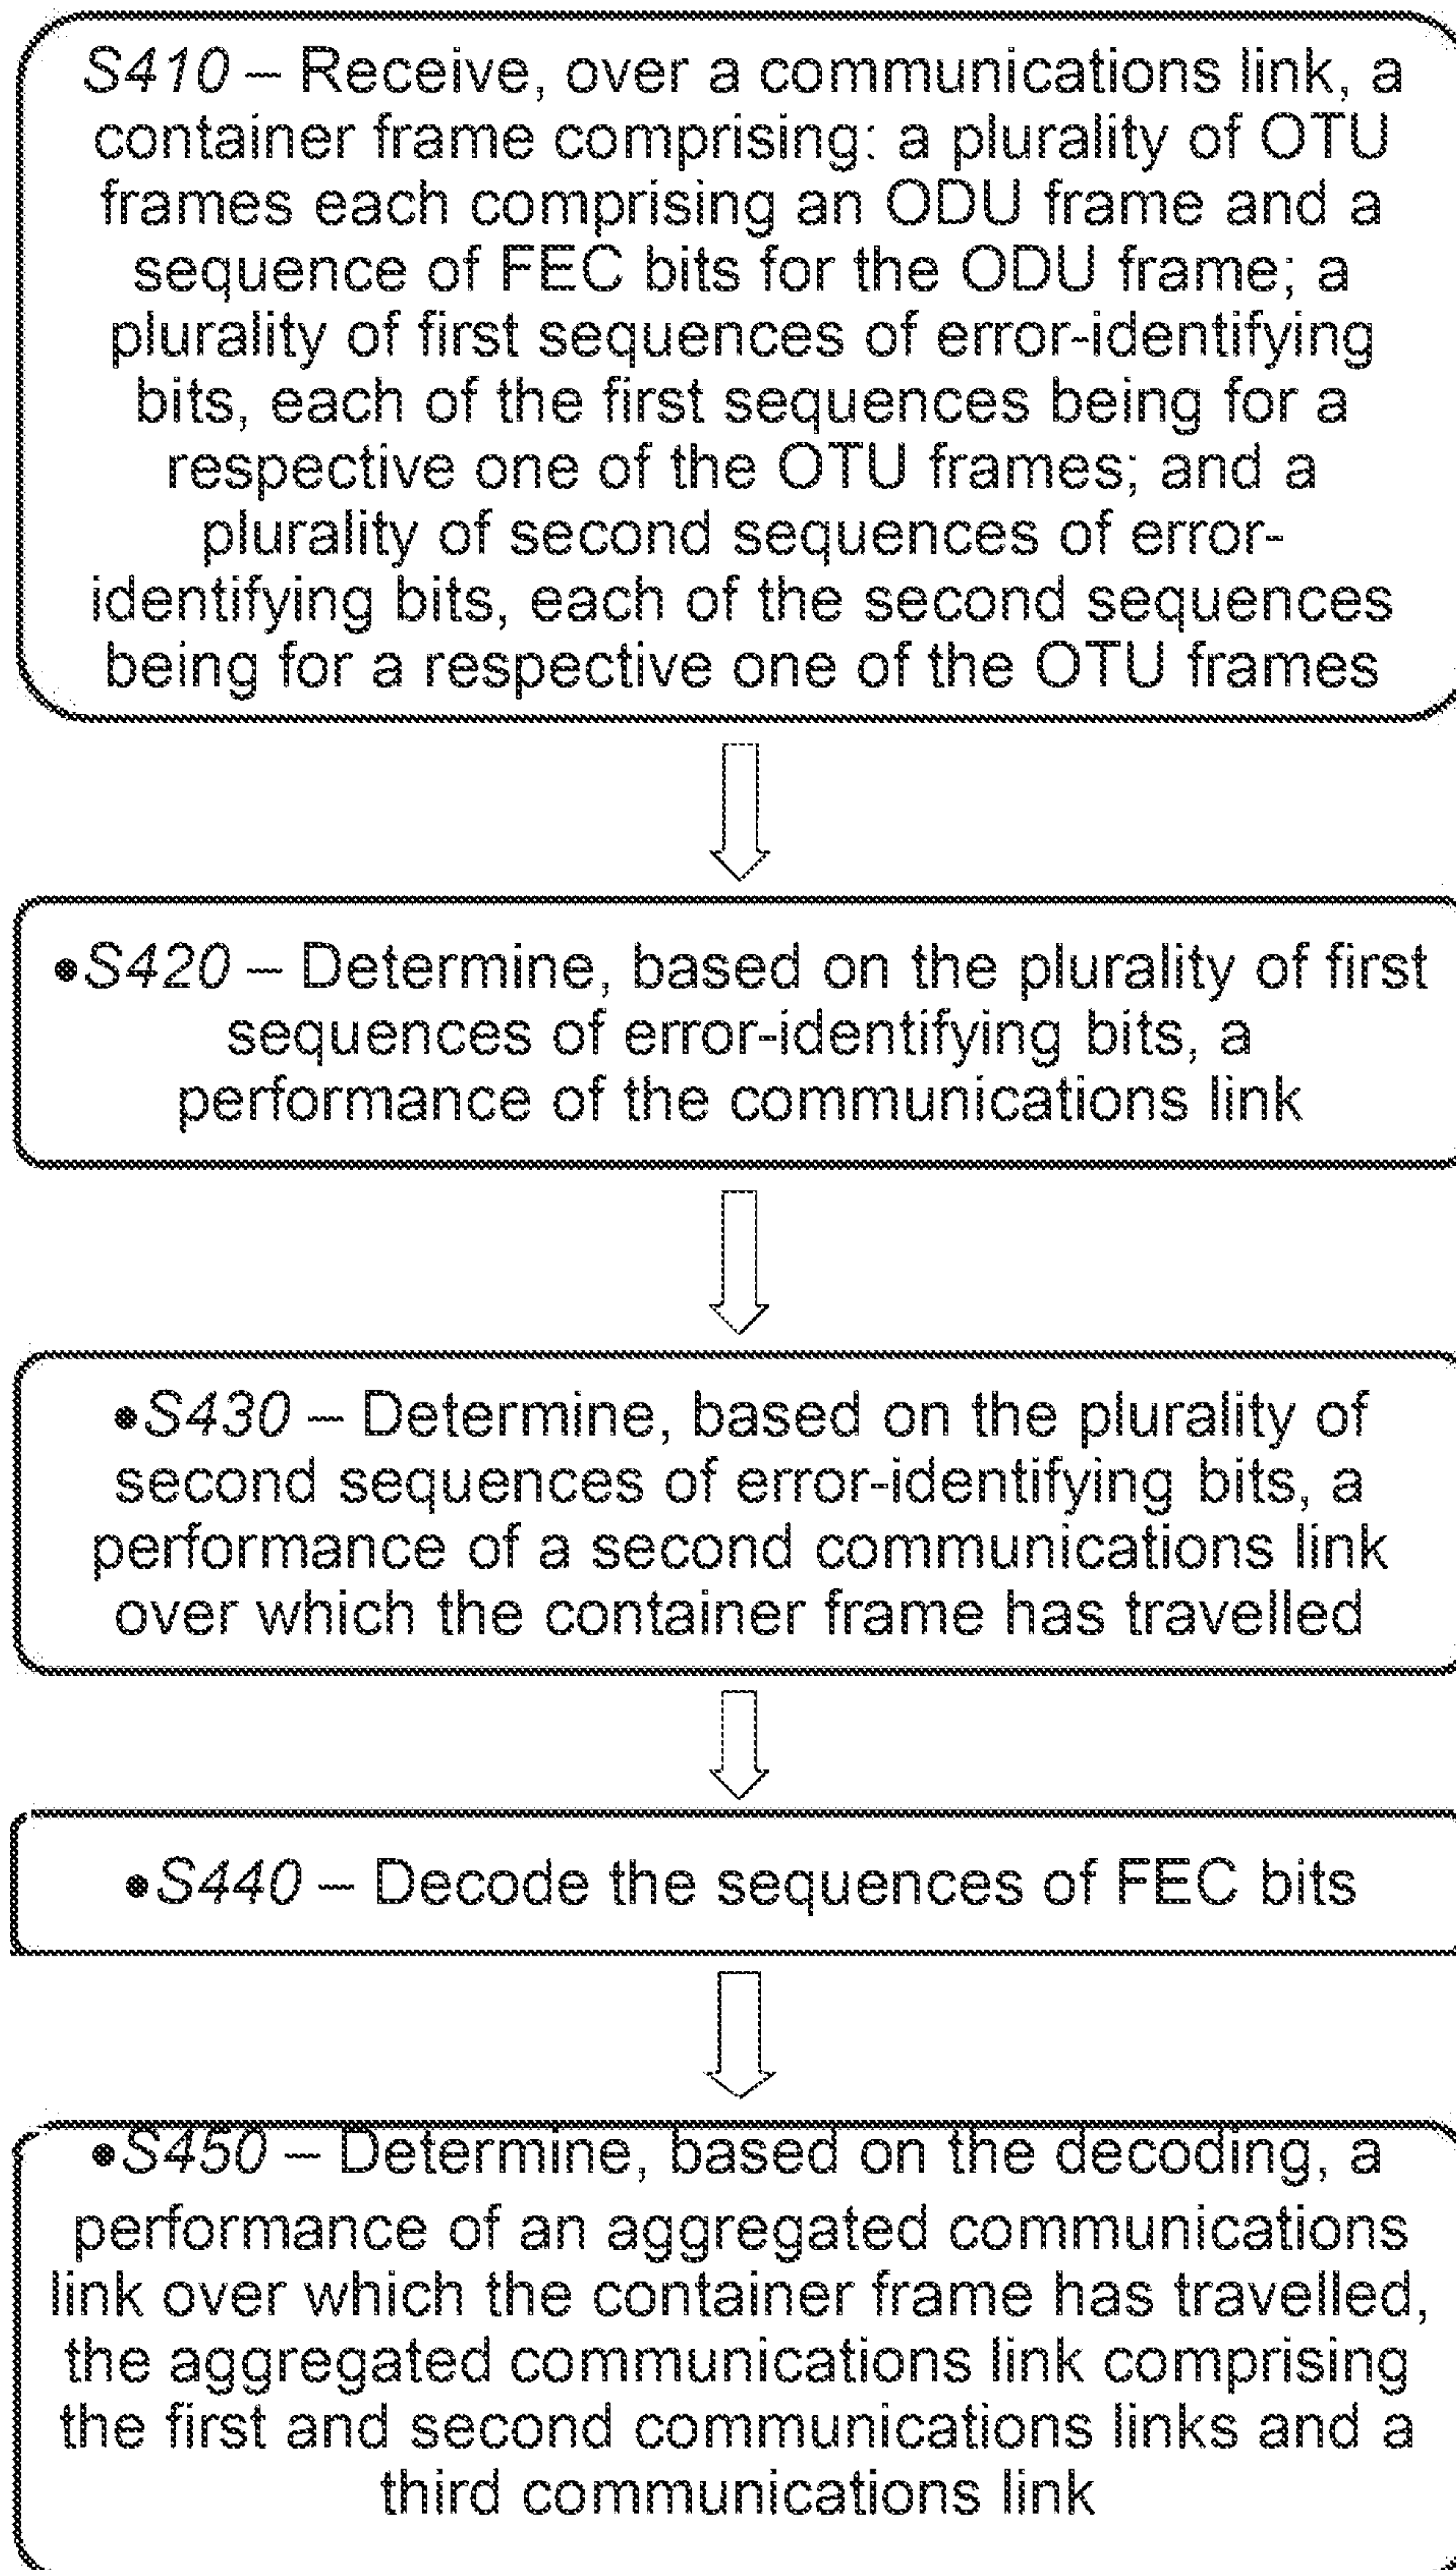 S410 – Receive, over a communications link, a
container frame comprising: a plurality of OTU
frames each comprising an ODU frame and a
sequence of FEC bits for the ODU frame; a
plurality of first sequences of error-identifying
bits, each of the first sequences being for a
respective one of the OTU frames; and a
plurality of second sequences of error-
identifying bits, each of the second sequences
being for a respective one of the OTU frames
•S420 – Determine, based on the plurality of first
sequences of error-identifying bits, a
performance of the communications link
•S430 – Determine, based on the plurality of
second sequences of error-identifying bits, a
performance of a second communications link
over which the container frame has travelled
•S440 – Decode the sequences of FEC bits
•S450 – Determine, based on the decoding, a
performance of an aggregated communications
link over which the container frame has travelled,
the aggregated communications link comprising
the first and second communications links and a
third communications link